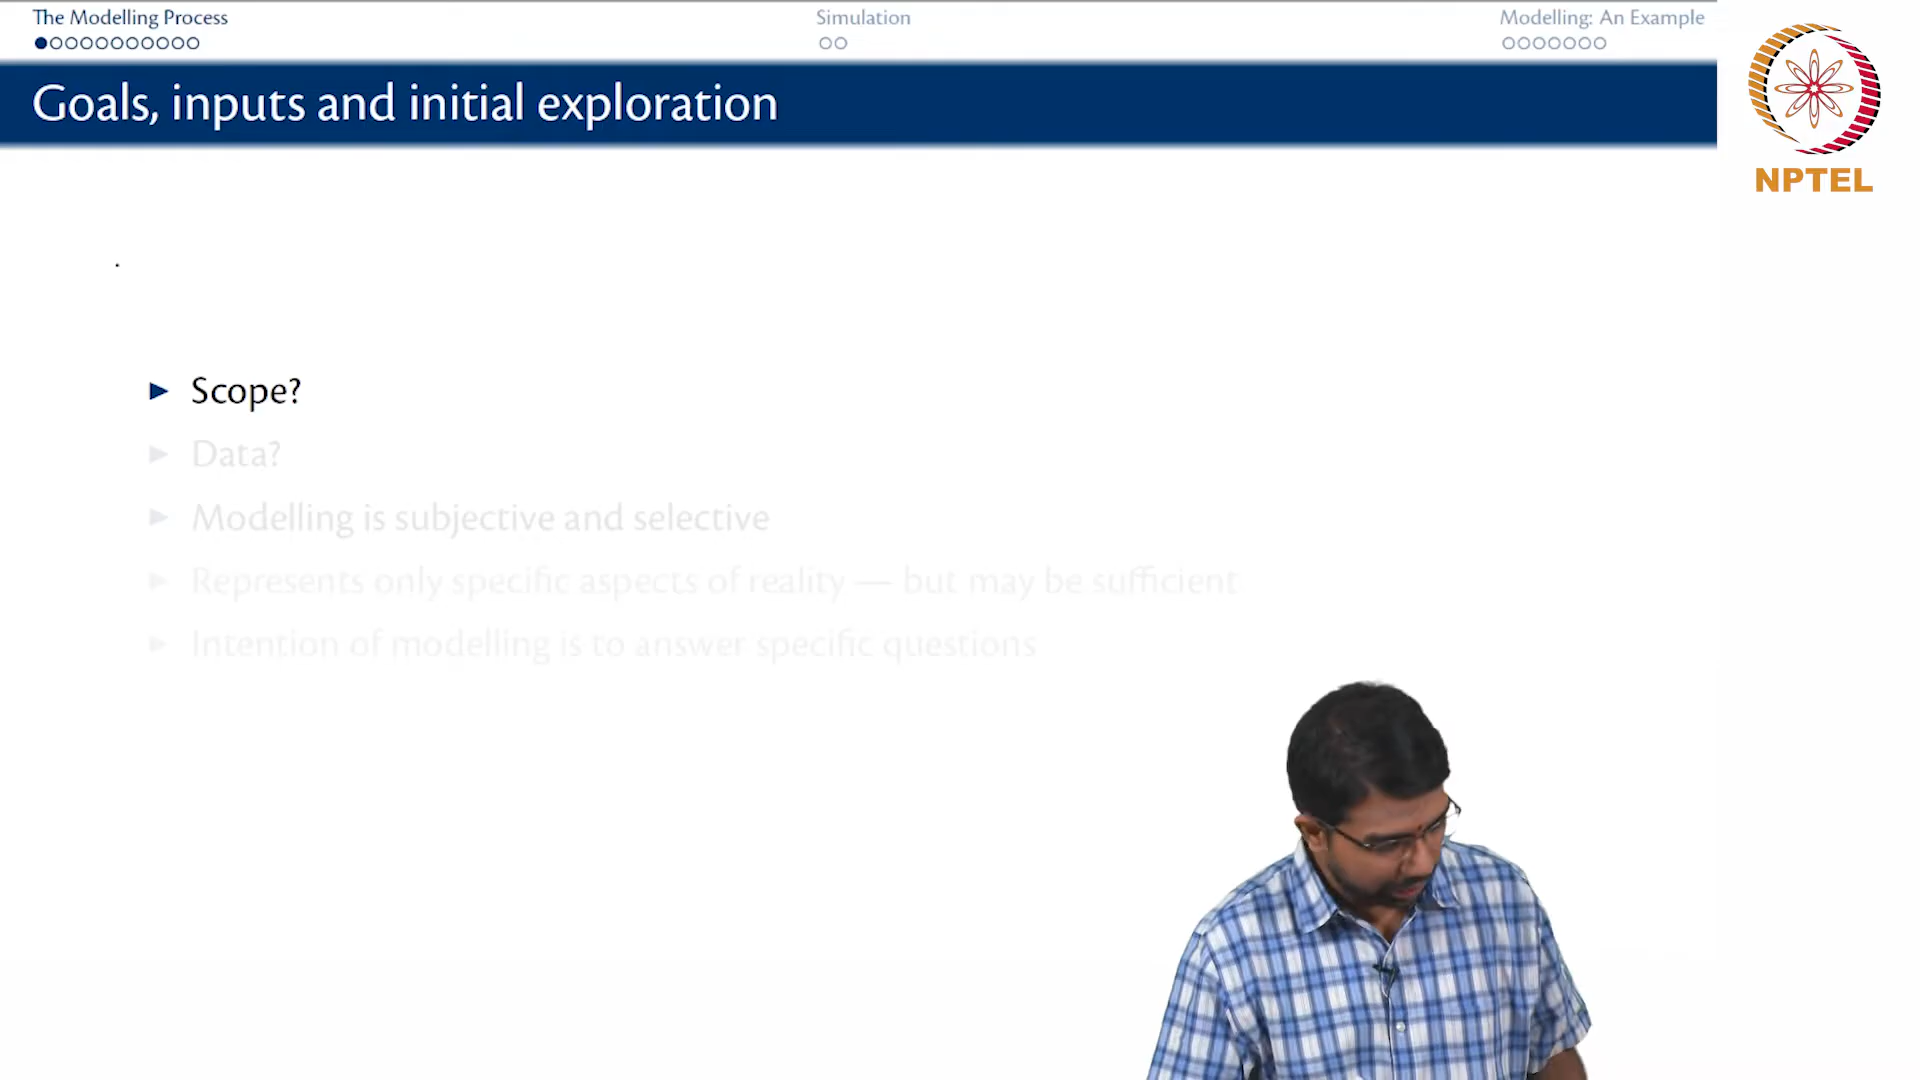 The Modelling Process
Simulation
Modelling: An Example
Goals, inputs and initial exploration
NPTEL
Scope?
Data?
Modelling is subjective and selective
Represents only specific aspects of reality — but may be sufficient
Intention of modelling is to answer specific questions